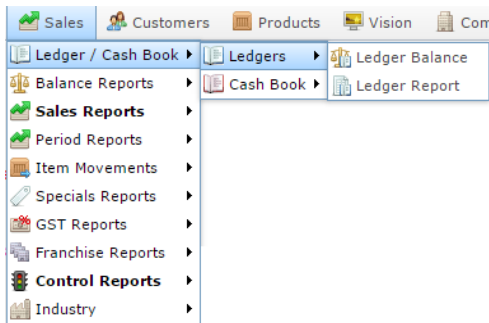 Sales Customers Products Vision Com
Ledger / Cash Book Ledgers Ledger Balance
Balance Reports Cash Book Ledger Report
Sales Reports
Period Reports
Item Movements
Specials Reports
GST Reports
Franchise Reports
Control Reports
Industry